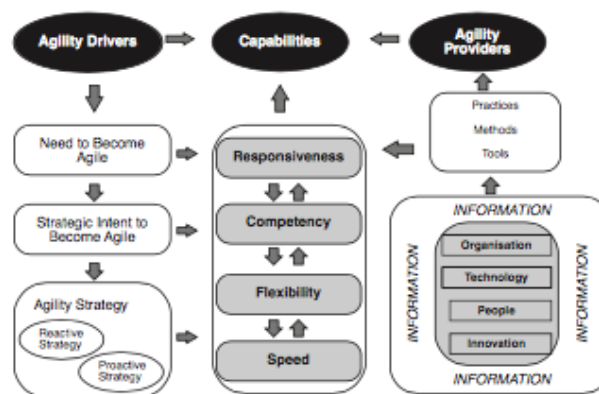 Agility Drivers
Capabilities
Agility
Providers
Practices
Methods
Tools
Need to Become
Agile
Responsiveness
Strategic Intent to
Become Agile
Competency
INFORMATION
INFORMATION
Organisation
Technology
People
Innovation
INFORMATION
INFORMATION
Agility Strategy
Reactive
Strategy
Proactive
Strategy
Flexibility
Speed